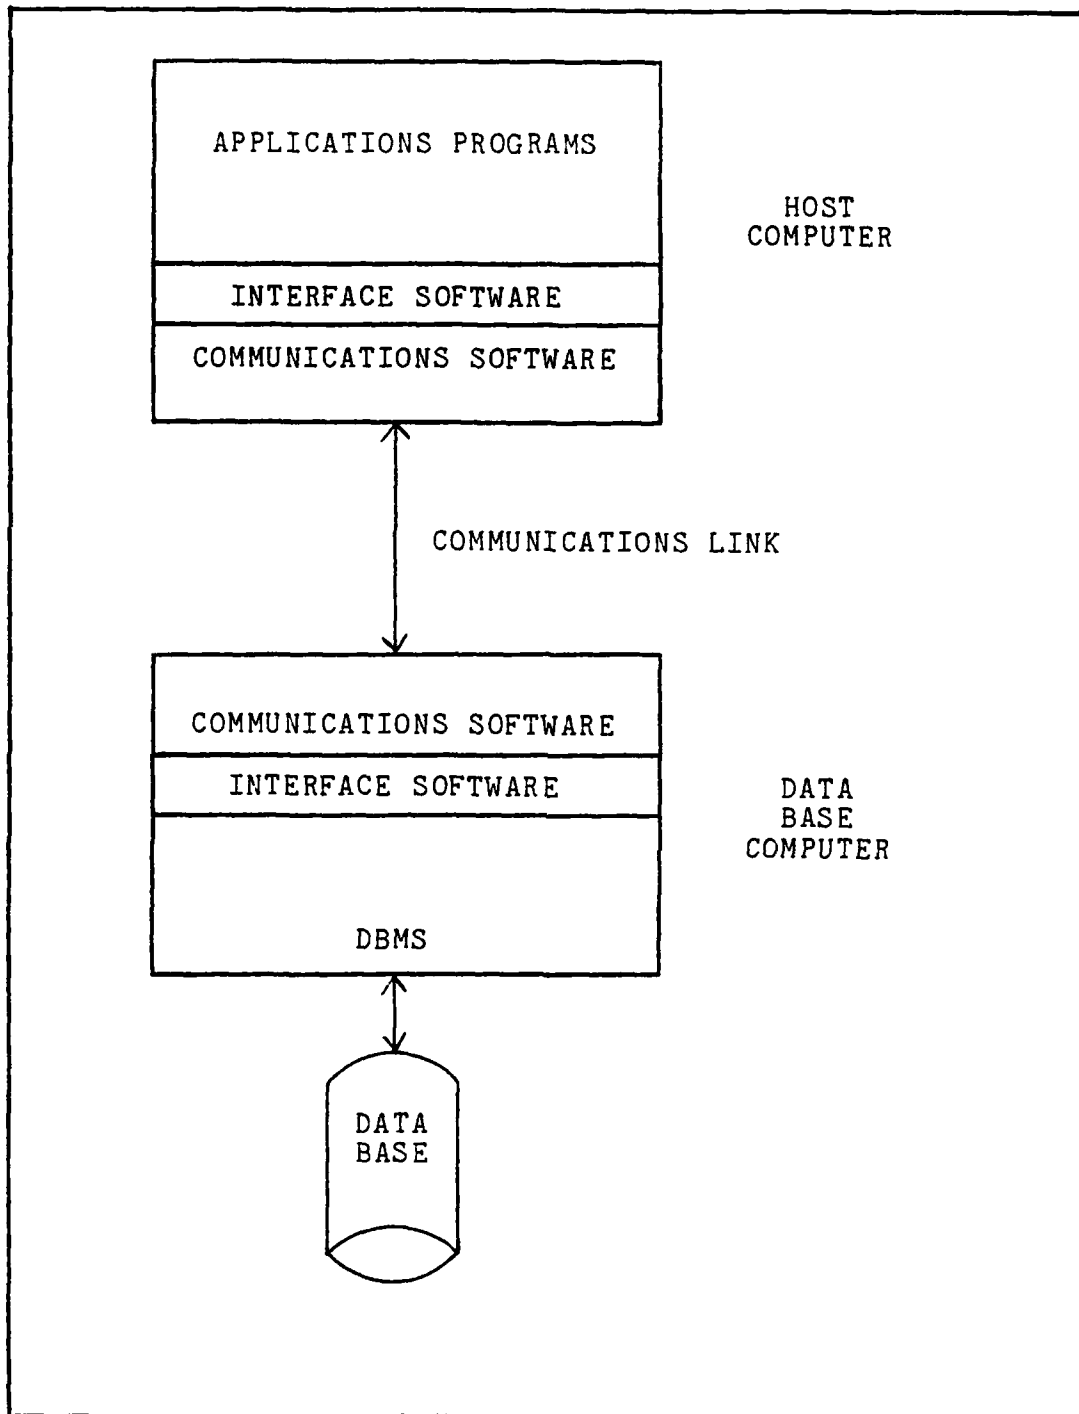 APPLICATIONS PROGRAMS
HOST
COMPUTER
INTERFACE SOFTWARE
COMMUNICATIONS SOFTWARE
COMMUNICATIONS LINK
COMMUNICATIONS SOFTWARE
INTERFACE SOFTWARE
DATA
BASE
COMPUTER
DBMS
DATA
BASE